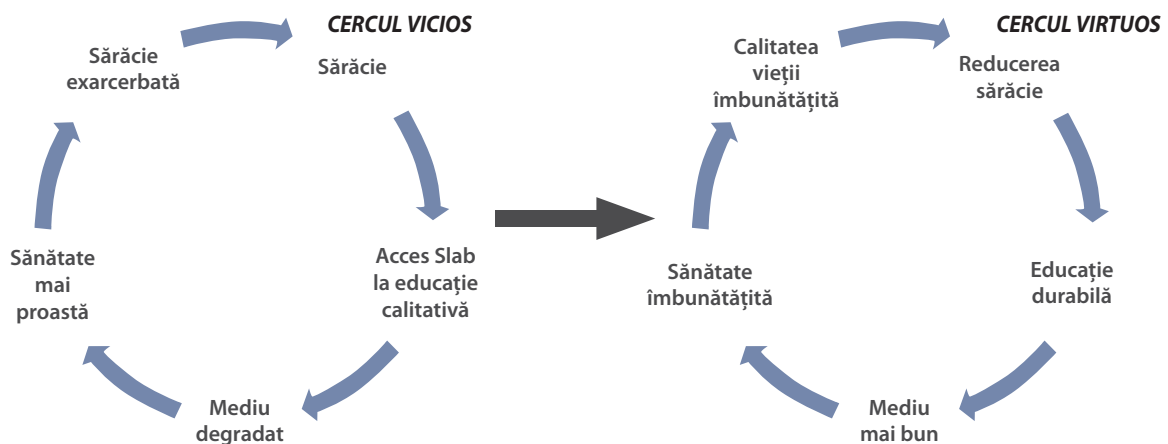 CERCUL VICIOS
Sărăcie
Acces Slab
la educație
calitativă
Mediu
degradat
Sănătate
mai
proastă
Sărăcie
exarcerbată
CERCUL VIRTUOS
Reducerea
sărăcie
Educație
durabilă
Mediu
mai bun
Sănătate
îmbunătățită
Calitatea
vieții
îmbunătățită